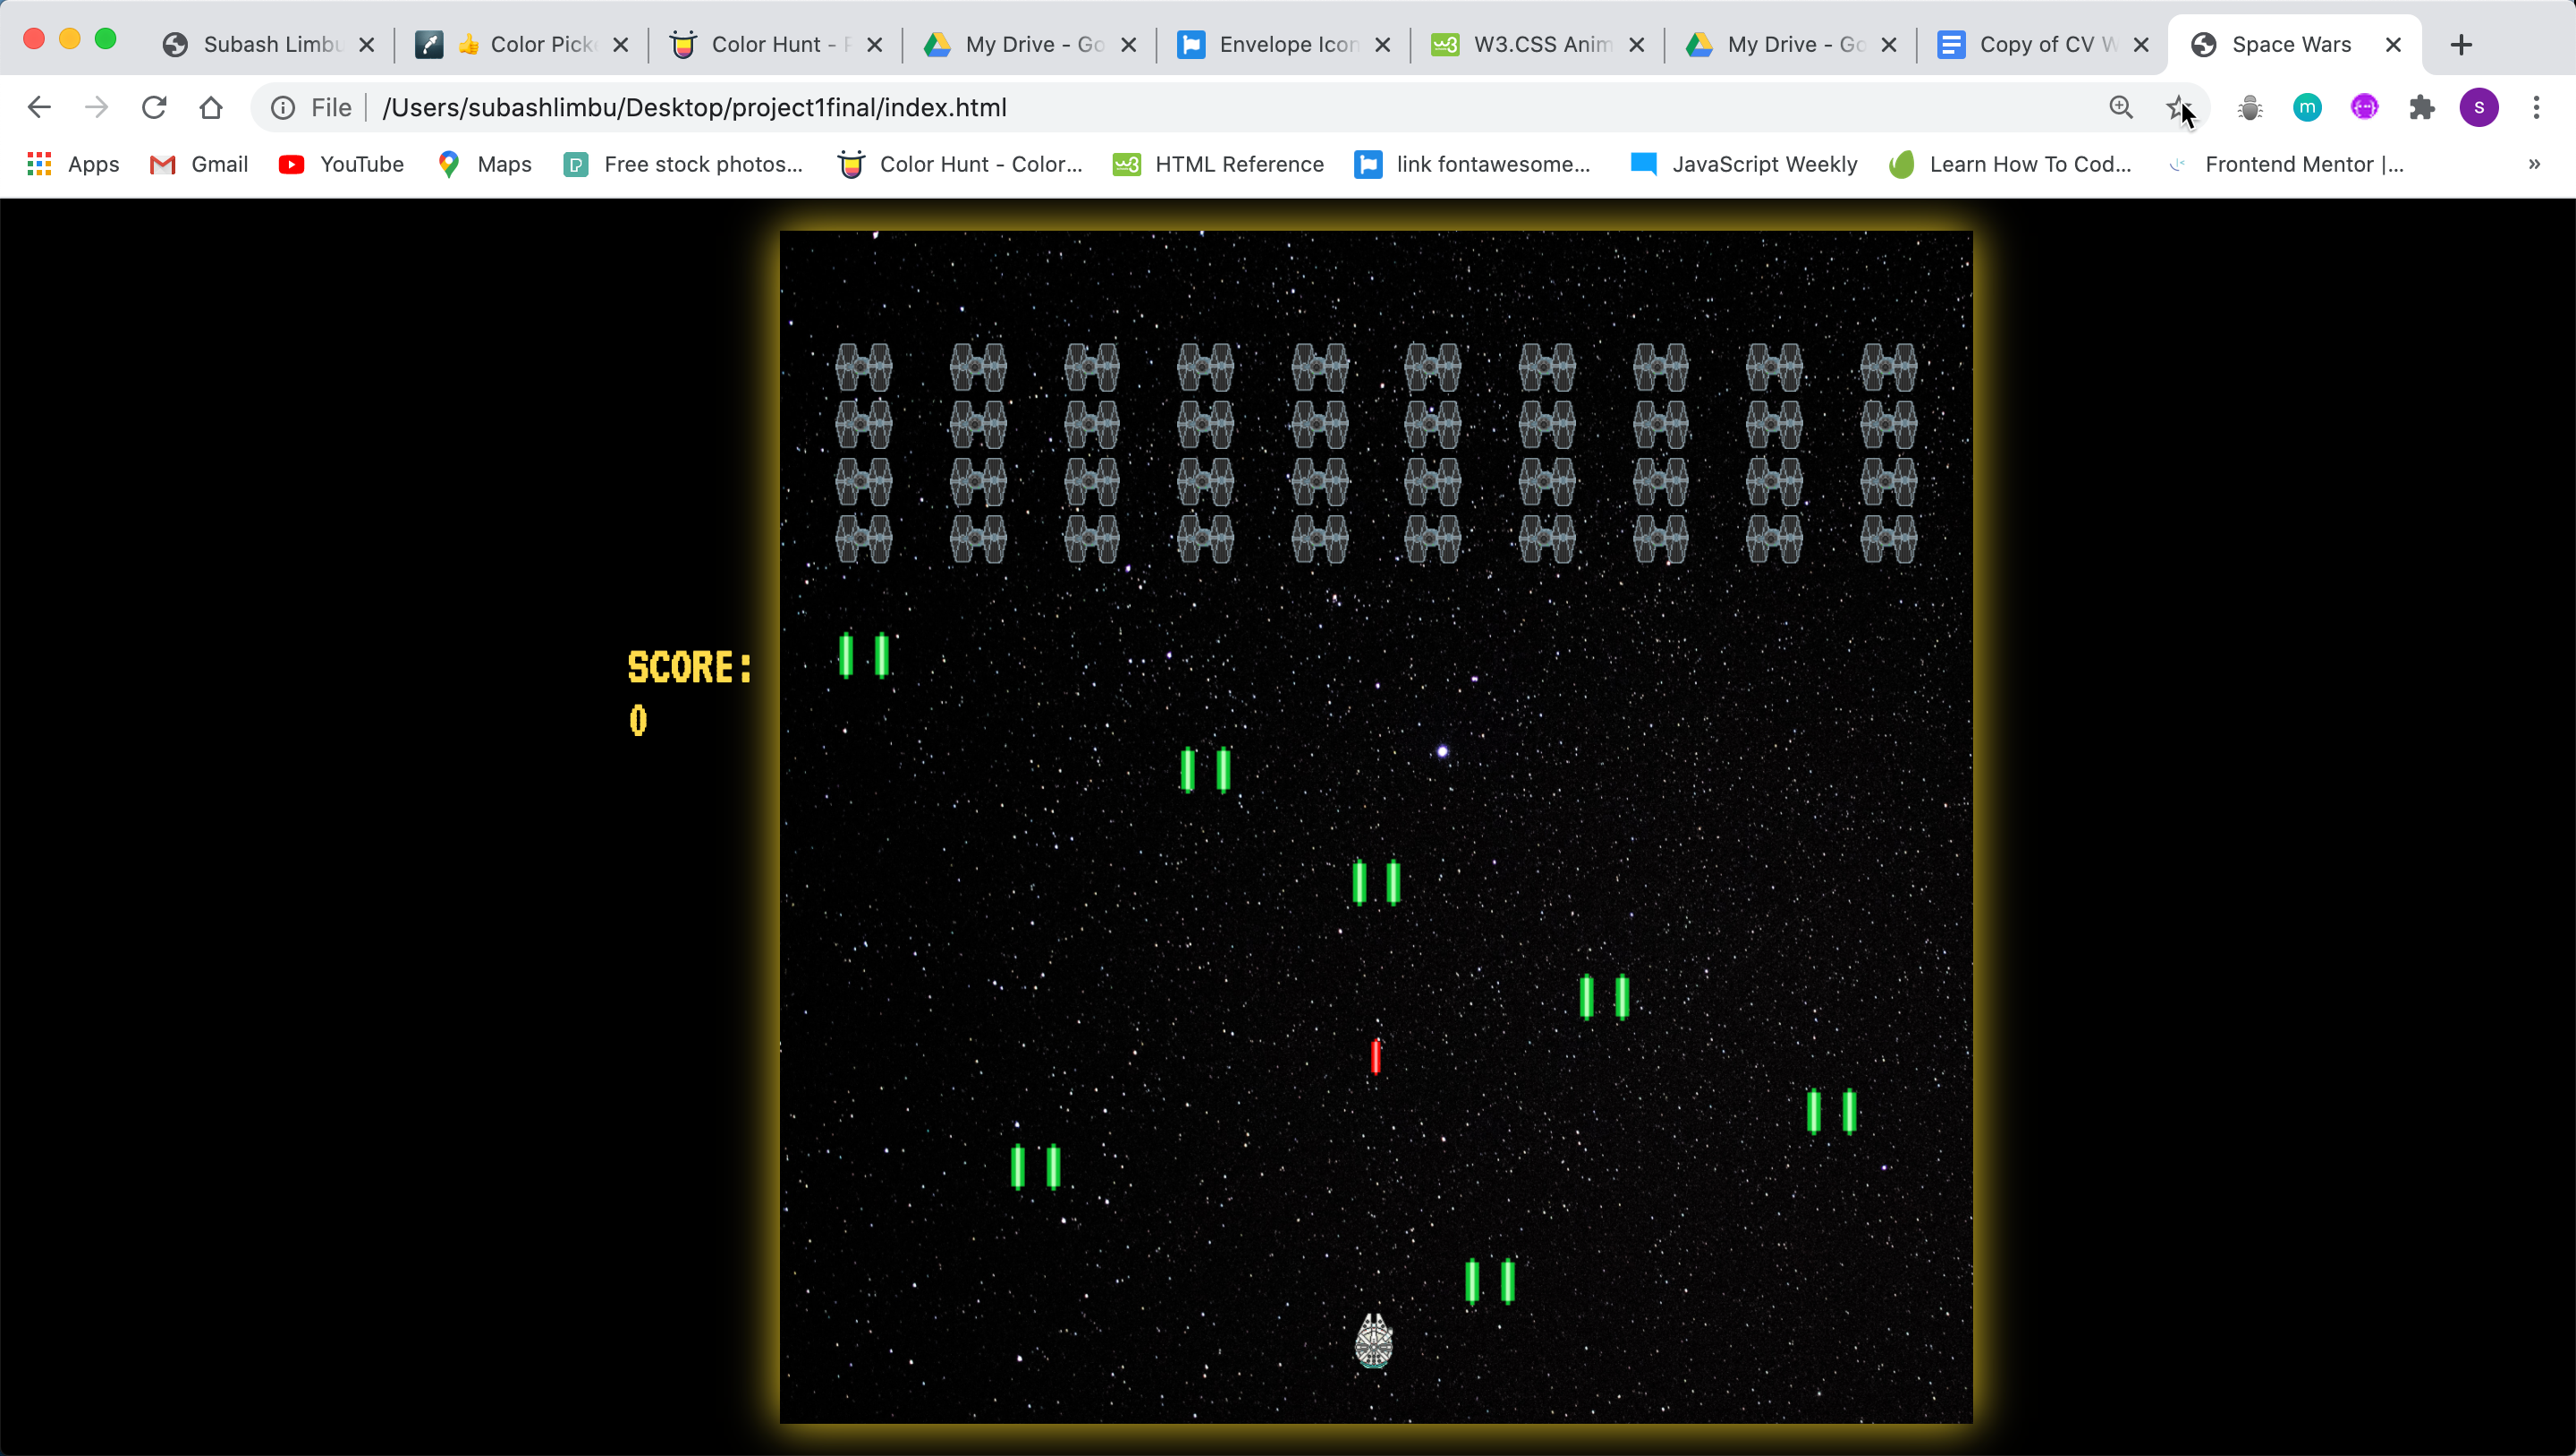 Subash Limbu
👍 Color Pick
Color Hunt -
My Drive - Go
Envelope Icon
W3.CSS Anim
My Drive - Go
Copy of CV W
Space Wars
File /Users/subashlimbu/Desktop/project1final/index.html
m
S
Apps
Gmail
YouTube
Maps
Free stock photos...
Color Hunt - Color...
HTML Reference
link fontawesome...
JavaScript Weekly
Learn How To Cod...
Frontend Mentor |...
»
SCORE:
0